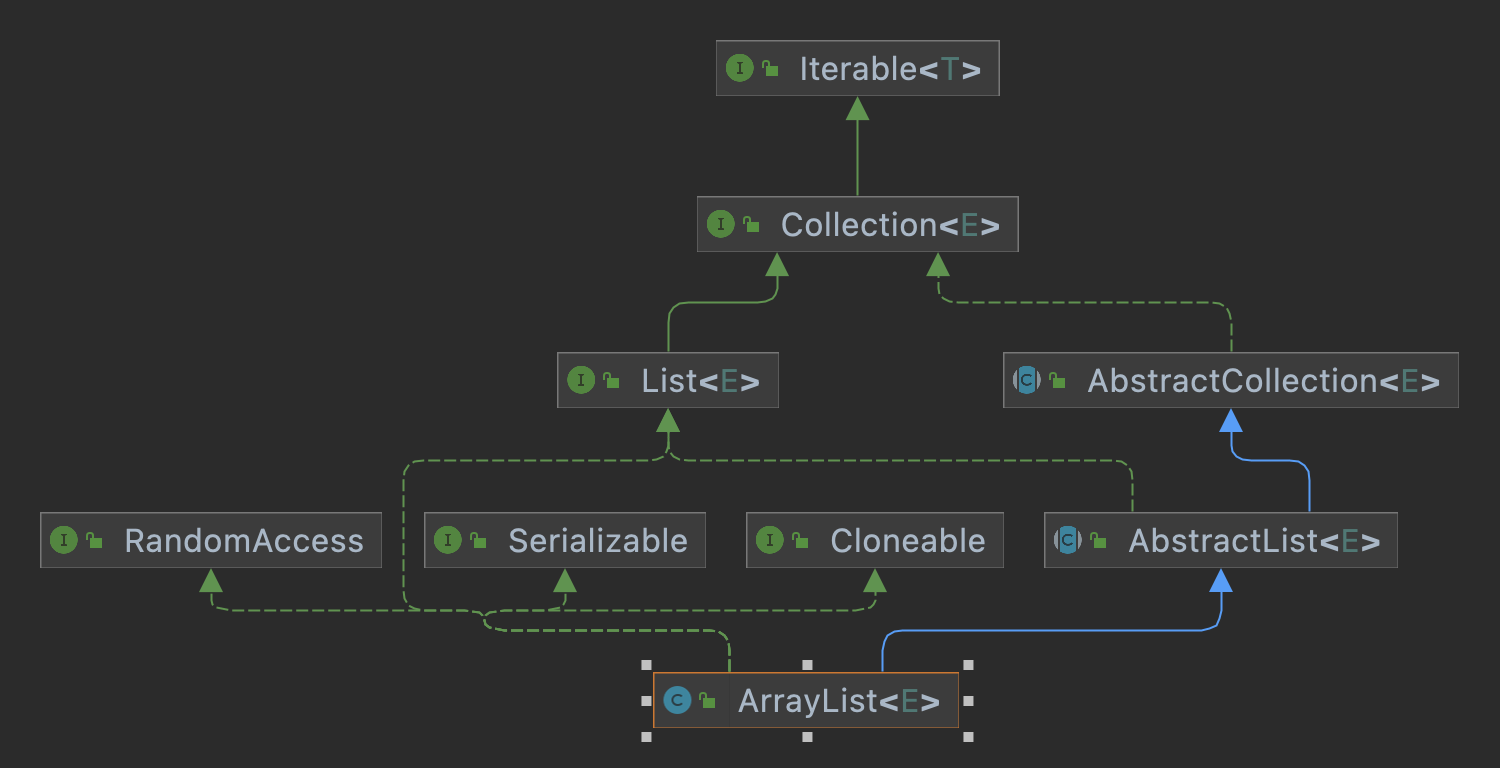 Iterable<T>
Collection<E>
List<E>
AbstractCollection<E>
RandomAccess
Serializable
Cloneable
AbstractList<E>
ArrayList<E>